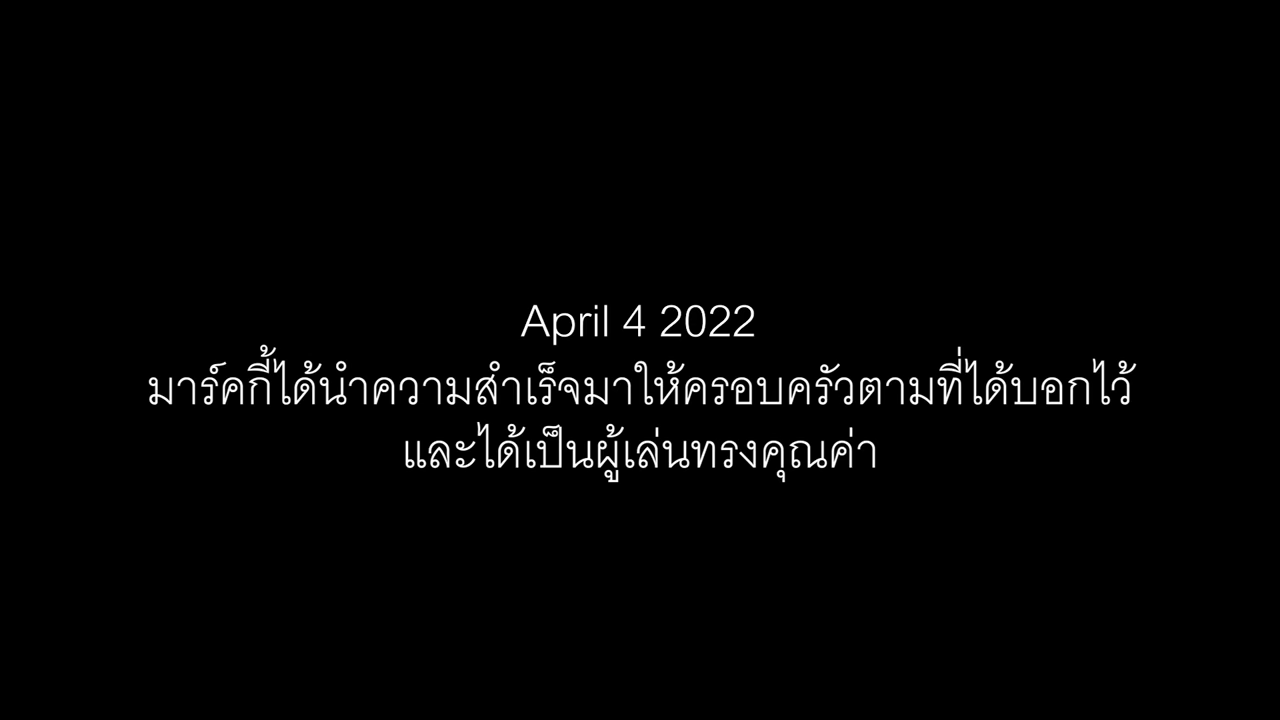 April 4 2022
มาร์คกี้ได้นำความสำเร็จมาให้ครอบครัวตามที่ได้บอกไว้
และได้เป็นผู้เล่นทรงคุณค่า